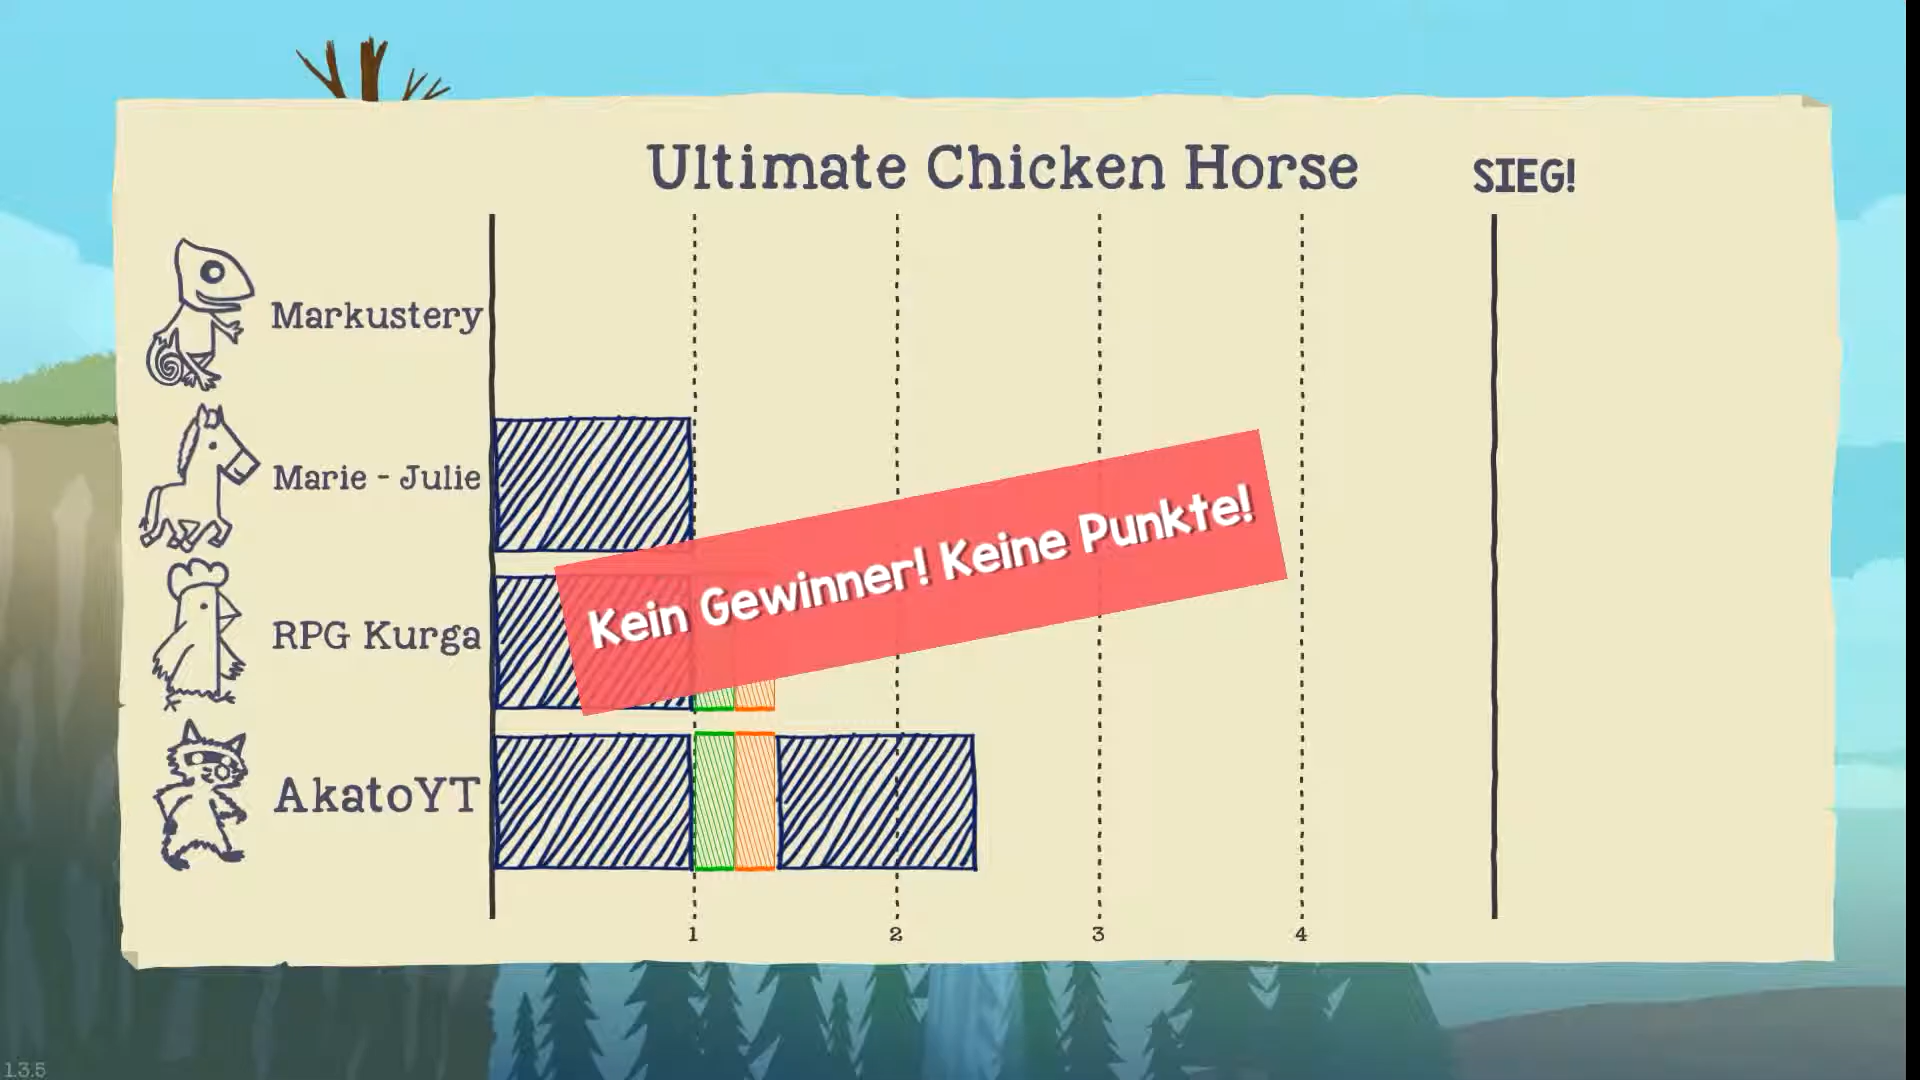 Ultimate Chicken Horse
SIEG!
Markustery
Marie - Julie
Kein Gewinner! Keine Punkte!
RPG Kurga
AkatoYT
1 2 3 4
1.3.5